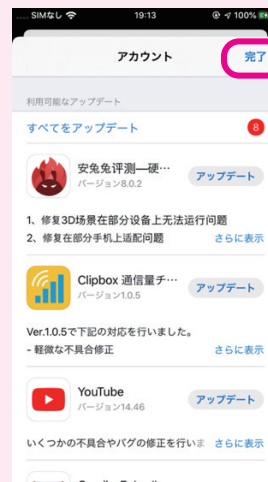 SIMなし 19:13 100%
アカウント 完了
利用可能なアップデート
すべてをアップデート 8
安兔兔评测—硬…
バージョン8.0.2
アップデート
1、修复3D场景在部分设备上无法运行问题
2、修复在部分手机上适配问题 さらに表示
Clipbox 通信量チ…
バージョン1.0.5
アップデート
Ver.1.0.5で下記の対応を行いました。
- 軽微な不具合修正 さらに表示
YouTube
バージョン14.46
アップデート
いくつかの不具合やバグの修正を行いま さらに表示